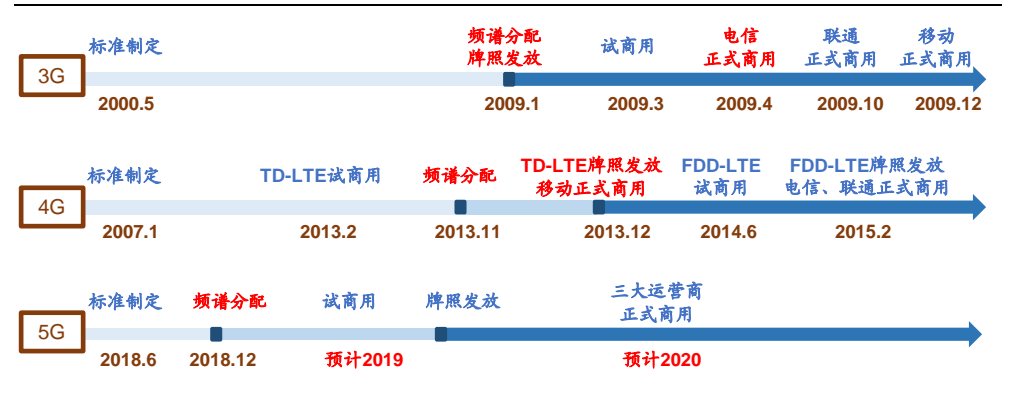 标准制定
频谱分配
牌照发放
试商用
电信
正式商用
联通
正式商用
移动
正式商用
3G
2000.5
2009.1
2009.3
2009.4
2009.10
2009.12
标准制定
TD-LTE试商用
频谱分配
TD-LTE牌照发放
移动正式商用
FDD-LTE
试商用
FDD-LTE牌照发放
电信、联通正式商用
4G
2007.1
2013.2
2013.11
2013.12
2014.6
2015.2
标准制定
频谱分配
试商用
牌照发放
三大运营商
正式商用
5G
2018.6
2018.12
预计2019
预计2020